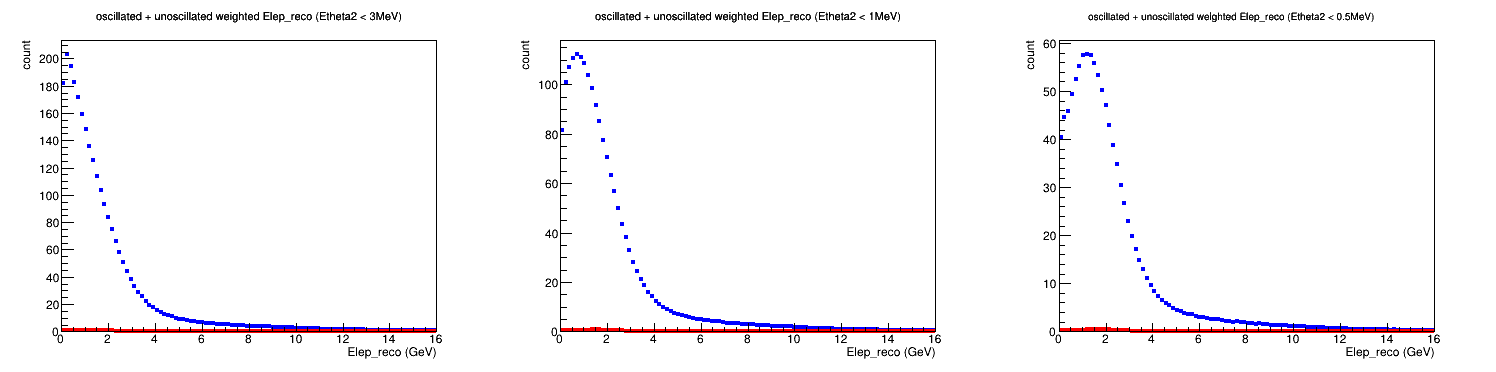 oscillated + unoscillated weighted Elep_reco (Etheta2 < 3MeV)
count
200
180
160
140
120
100
80
60
40
20
0
0 2 4 6 8 10 12 14 16
Elep_reco (GeV)
oscillated + unoscillated weighted Elep_reco (Etheta2 < 1MeV)
count
100
80
60
40
20
0
0 2 4 6 8 10 12 14 16
Elep_reco (GeV)
oscillated + unoscillated weighted Elep_reco (Etheta2 < 0.5MeV)
count
60
50
40
30
20
10
0
0 2 4 6 8 10 12 14 16
Elep_reco (GeV)